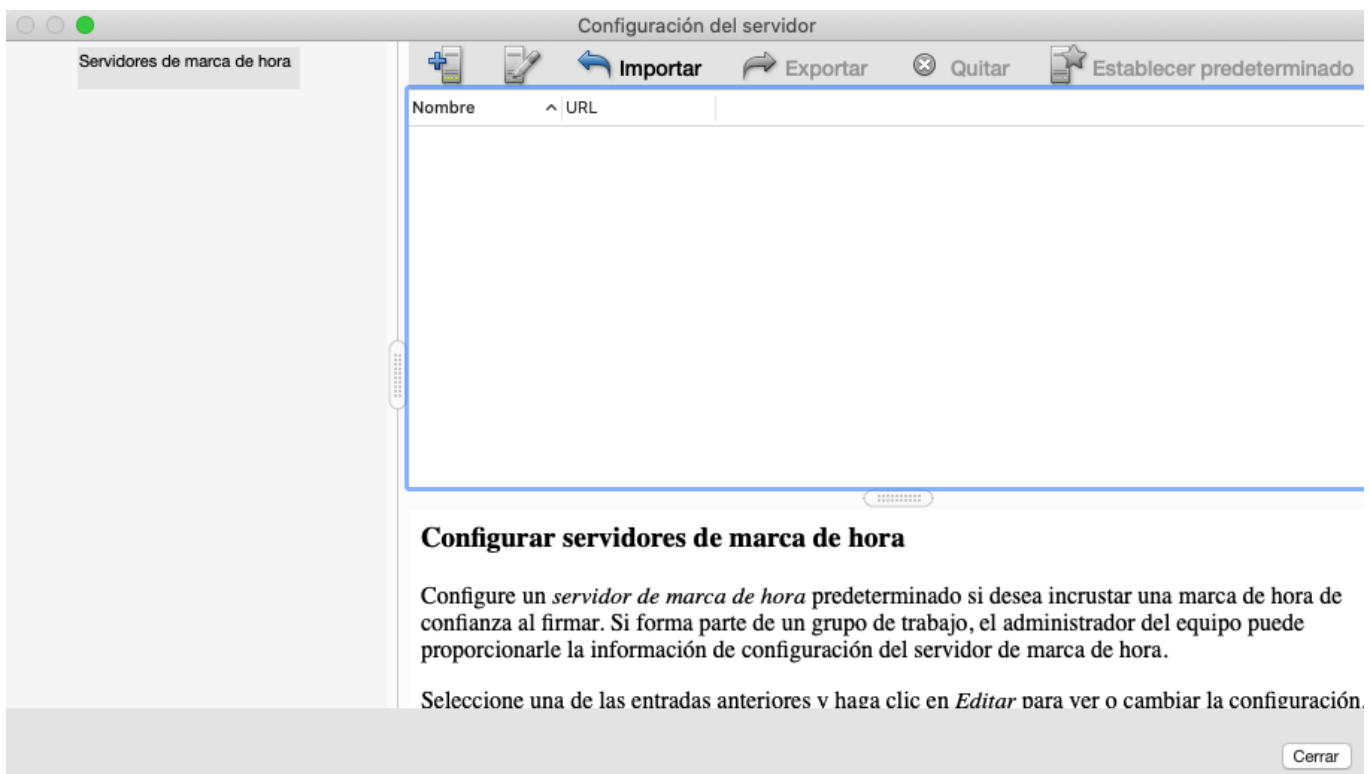 Configuración del servidor
Servidores de marca de hora
Importar Exportar Quitar Establecer predeterminado
Nombre URL
Configurar servidores de marca de hora
Configure un servidor de marca de hora predeterminado si desea incrustar una marca de hora de
confianza al firmar. Si forma parte de un grupo de trabajo, el administrador del equipo puede
proporcionarle la información de configuración del servidor de marca de hora.
Seleccione una de las entradas anteriores y haga clic en Editar para ver o cambiar la configuración.
Cerrar